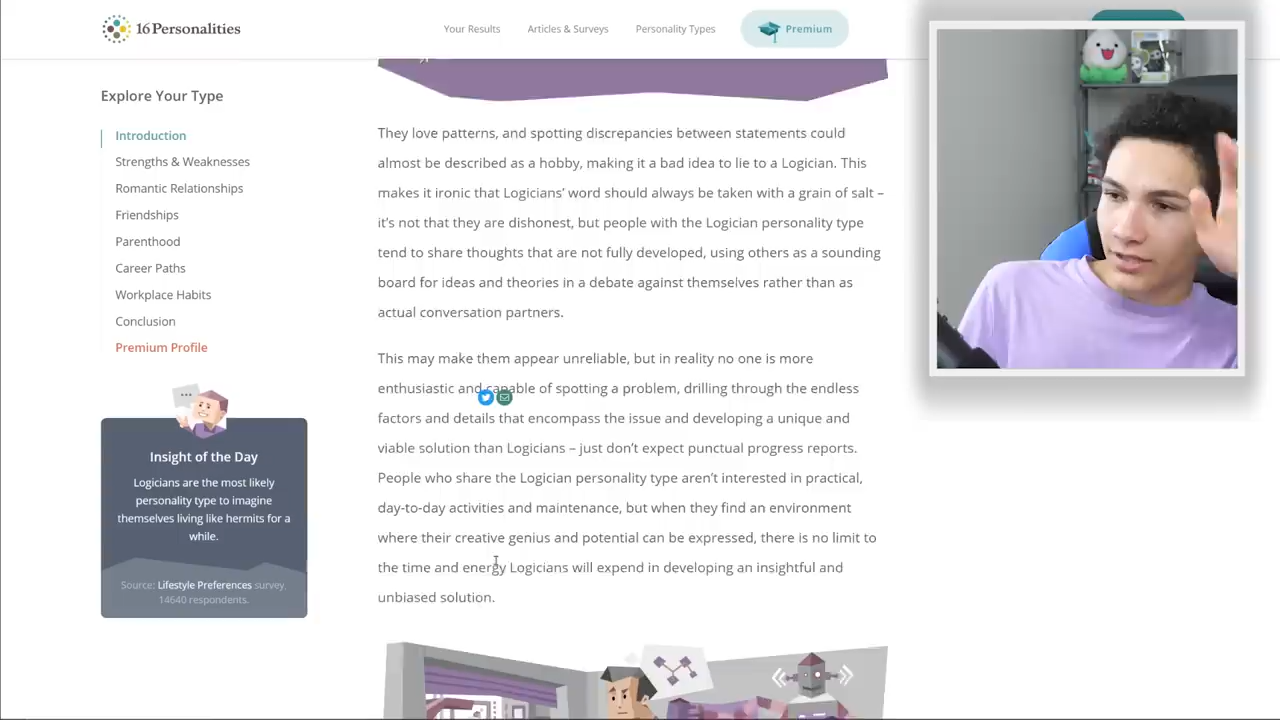 16Personalities
Your Results
Articles & Surveys
Personality Types
Premium
Explore Your Type
Introduction
Strengths & Weaknesses
Romantic Relationships
Friendships
Parenthood
Career Paths
Workplace Habits
Conclusion
Premium Profile
Insight of the Day
Logicians are the most likely
personality type to imagine
themselves living like hermits for a
while.
Source: Lifestyle Preferences survey,
14640 respondents.
They love patterns, and spotting discrepancies between statements could
almost be described as a hobby, making it a bad idea to lie to a Logician. This
makes it ironic that Logicians’ word should always be taken with a grain of salt –
it’s not that they are dishonest, but people with the Logician personality type
tend to share thoughts that are not fully developed, using others as a sounding
board for ideas and theories in a debate against themselves rather than as
actual conversation partners.
This may make them appear unreliable, but in reality no one is more
enthusiastic and capable of spotting a problem, drilling through the endless
factors and details that encompass the issue and developing a unique and
viable solution than Logicians – just don’t expect punctual progress reports.
People who share the Logician personality type aren’t interested in practical,
day-to-day activities and maintenance, but when they find an environment
where their creative genius and potential can be expressed, there is no limit to
the time and energy Logicians will expend in developing an insightful and
unbiased solution.